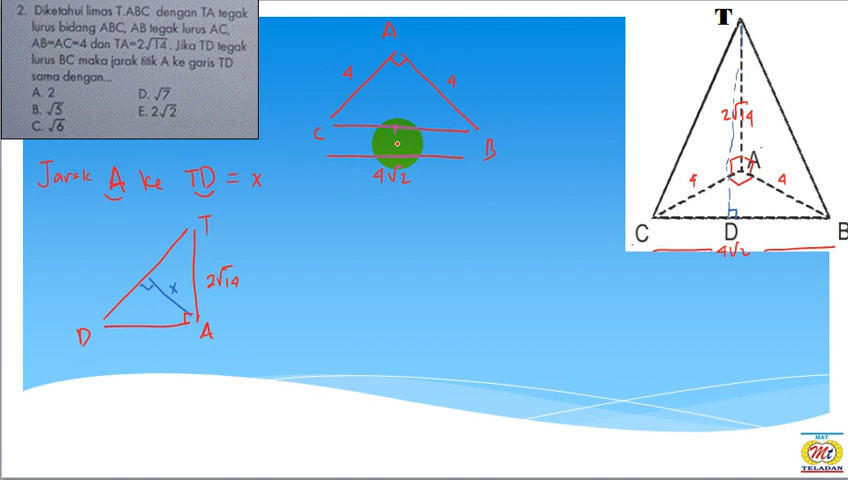 2. Diketahui limas T.ABC dengan TA tegak
lurus bidang ABC, AB tegak lurus AC,
AB=AC=4 dan TA=2√14. Jika TD tegak
lurus BC maka jarak titik A ke garis TD
sama dengan...
A. 2
B. √5
C. √6
D. √7
E. 2√2
A
4
4
C
B
4√2
Jarak A ke TD = x
T
2√14
x
D
A
T
2√14
A
4
4
C
D
B
4√2
MAT
Mt
TELADAN